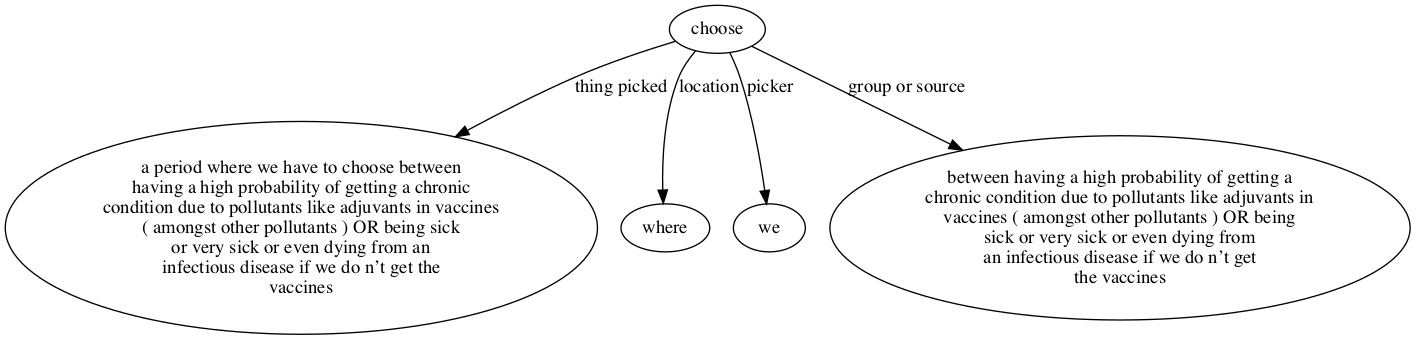 choose
thing picked
location
picker
group or source
a period where we have to choose between
having a high probability of getting a chronic
condition due to pollutants like adjuvants in vaccines
( amongst other pollutants ) OR being sick
or very sick or even dying from an
infectious disease if we do n't get the
vaccines
where
we
between having a high probability of getting a
chronic condition due to pollutants like adjuvants in
vaccines ( amongst other pollutants ) OR being
sick or very sick or even dying from
an infectious disease if we do n't get
the vaccines